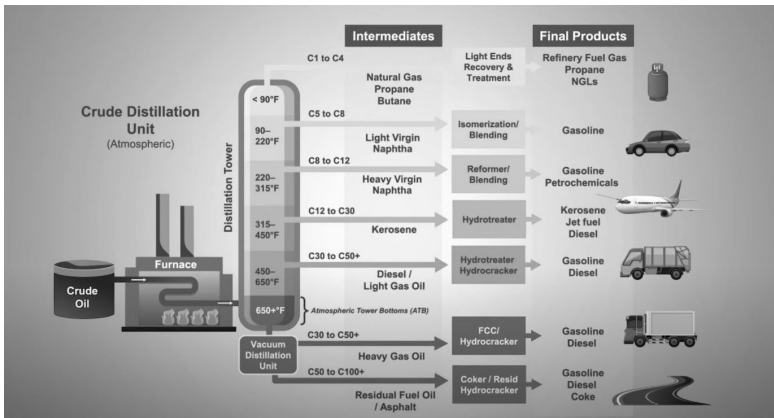 Intermediates
Final Products
Crude Distillation
Unit
(Atmospheric)
Distillation Tower
Furnace
Crude
Oil
< 90°F
90–
220°F
220–
315°F
315–
450°F
450–
650°F
650+°F
Atmospheric Tower Bottoms (ATB)
Vacuum
Distillation
Unit
C1 to C4
Natural Gas
Propane
Butane
Light Ends
Recovery &
Treatment
Refinery Fuel Gas
Propane
NGLs
C5 to C8
Light Virgin
Naphtha
Isomerization/
Blending
Gasoline
C8 to C12
Heavy Virgin
Naphtha
Reformer/
Blending
Gasoline
Petrochemicals
C12 to C30
Kerosene
Hydrotreater
Kerosene
Jet fuel
Diesel
C30 to C50+
Diesel /
Light Gas Oil
Hydrotreater
Hydrocracker
Gasoline
Diesel
C30 to C50+
Heavy Gas Oil
FCC/
Hydrocracker
Gasoline
Diesel
C50 to C100+
Residual Fuel Oil
/ Asphalt
Coker / Resid
Hydrocracker
Gasoline
Diesel
Coke